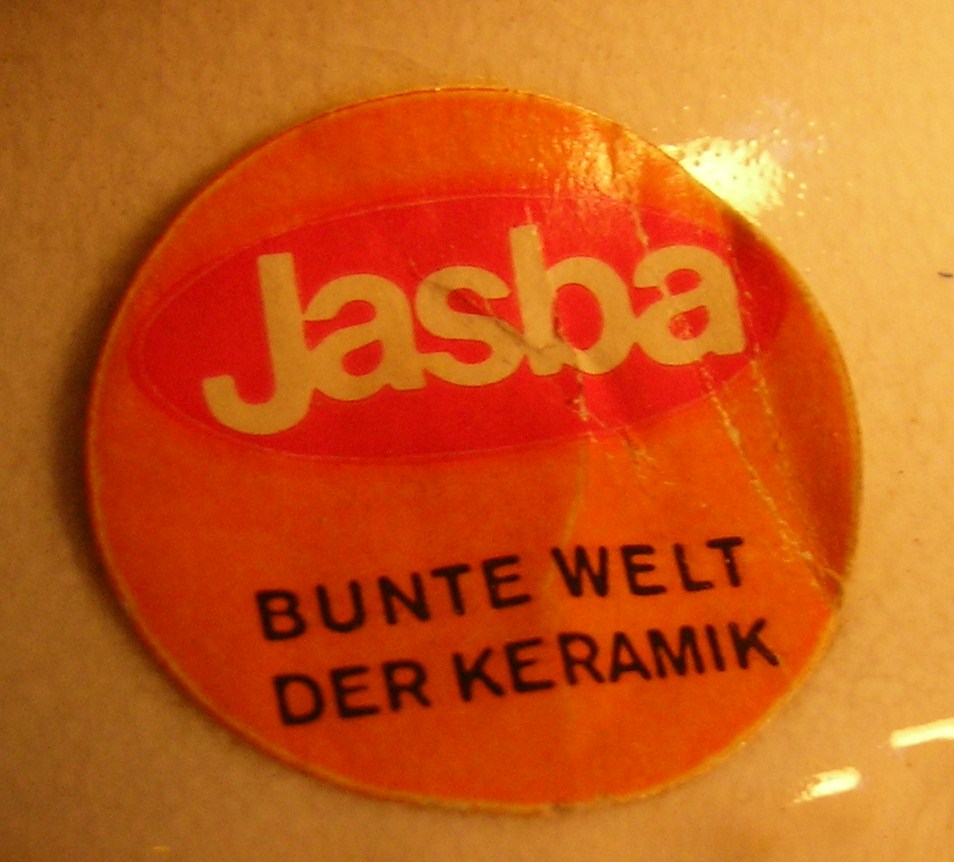 Jasba
BUNTE WELT
DER KERAMIK